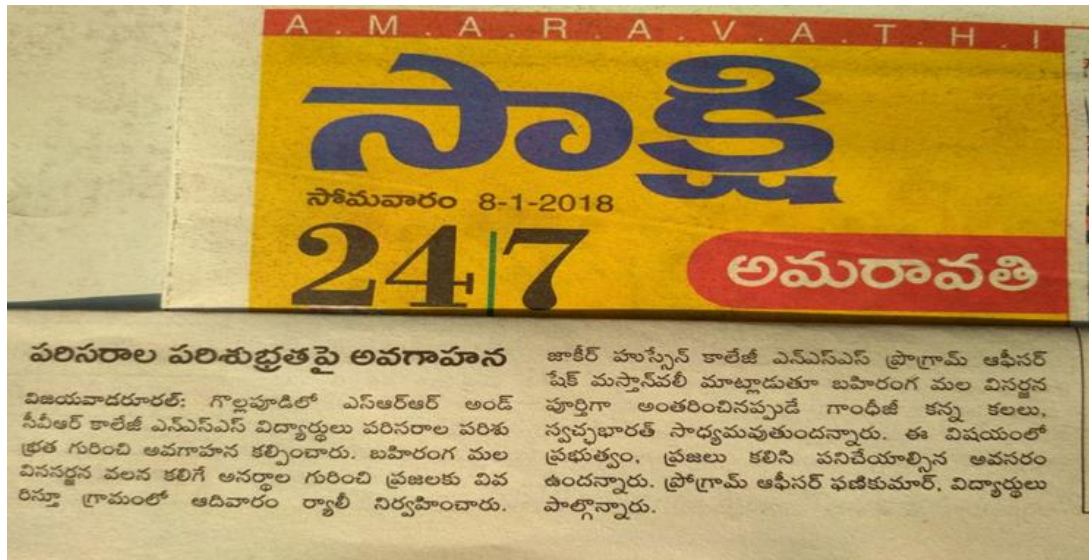 A.M.A.R.A.V.A.T.H.I
సాక్షి
సోమవారం 8-1-2018
24|7
అమరావతి
పరిసరాల పరిశుభ్రతపై అవగాహన
విజయవాడరూరల్: గొల్లపూడిలో ఎస్ఆర్ఆర్ అండ్
సీవీఆర్ కాలేజీ ఎన్ఎస్ఎస్ విద్యార్థులు పరిసరాల పరిశు
భ్రత గురించి అవగాహన కల్పించారు. బహిరంగ మల
విససర్జన వలన కలిగే అనర్థాల గురించి ప్రజలకు వివ
రిస్తూ గ్రామంలో ఆదివారం ర్యాలీ నిర్వహించారు.
జాకీర్ హుస్సేన్ కాలేజీ ఎన్ఎస్ఎస్ ప్రొగ్రామ్ ఆఫీసర్
షేక్ మస్తాన్‌వలీ మాట్లాడుతూ బహిరంగ మల విసర్జన
పూర్తిగా అంతరించినప్పుడే గాంధీజీ కన్న కలలు,
స్వచ్ఛభారత్ సాధ్యమవుతుందన్నారు. ఈ విషయంలో
ప్రభుత్వం, ప్రజలు కలిసి పనిచేయాల్సిన అవసరం
ఉందన్నారు. ప్రోగ్రామ్ ఆఫీసర్ ఫణికుమార్, విద్యార్థులు
పాల్గొన్నారు.